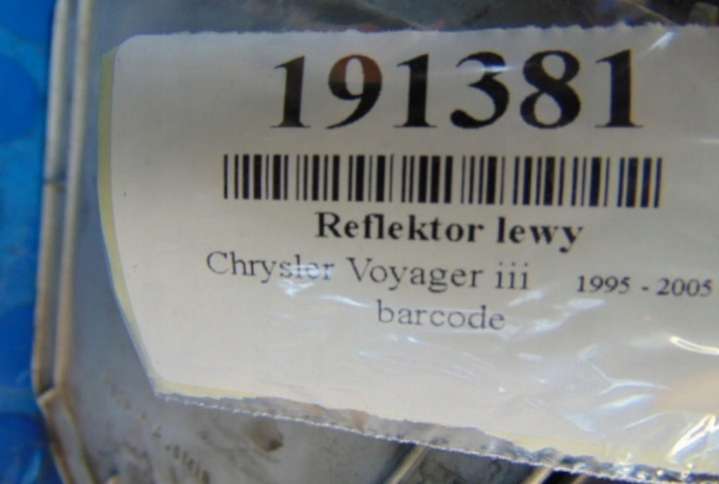 191381
Reflektor lewy
Chrysler Voyager iii 1995 - 2005
barcode